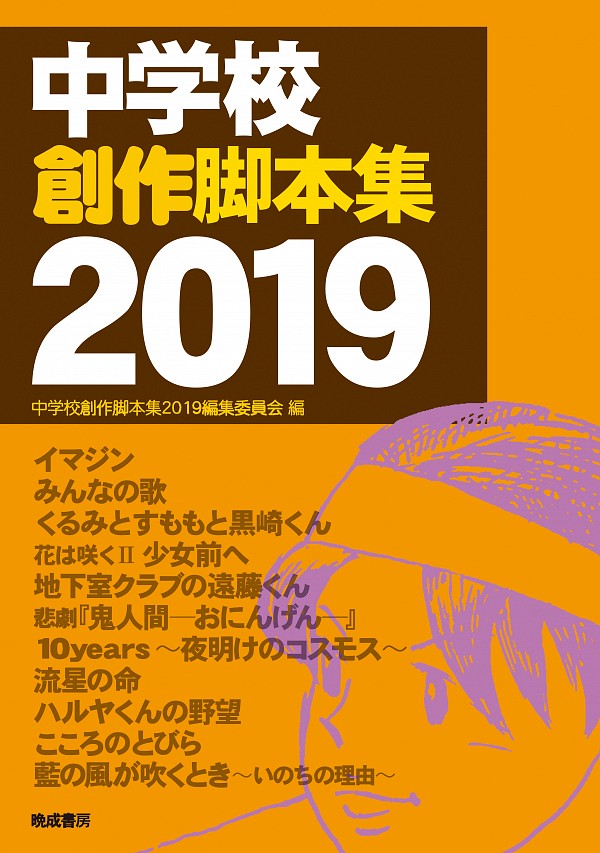 中学校
創作脚本集
2019
中学校創作脚本集2019編集委員会 編
イマジン
みんなの歌
くるみとすももと黒崎くん
花は咲くⅡ 少女前へ
地下室クラブの遠藤くん
悲劇『鬼人間―おにんげん―』
10years ～夜明けのコスモス～
流星の命
ハルヤくんの野望
こころのとびら
藍の風が吹くとき～いのちの理由～
晩成書房